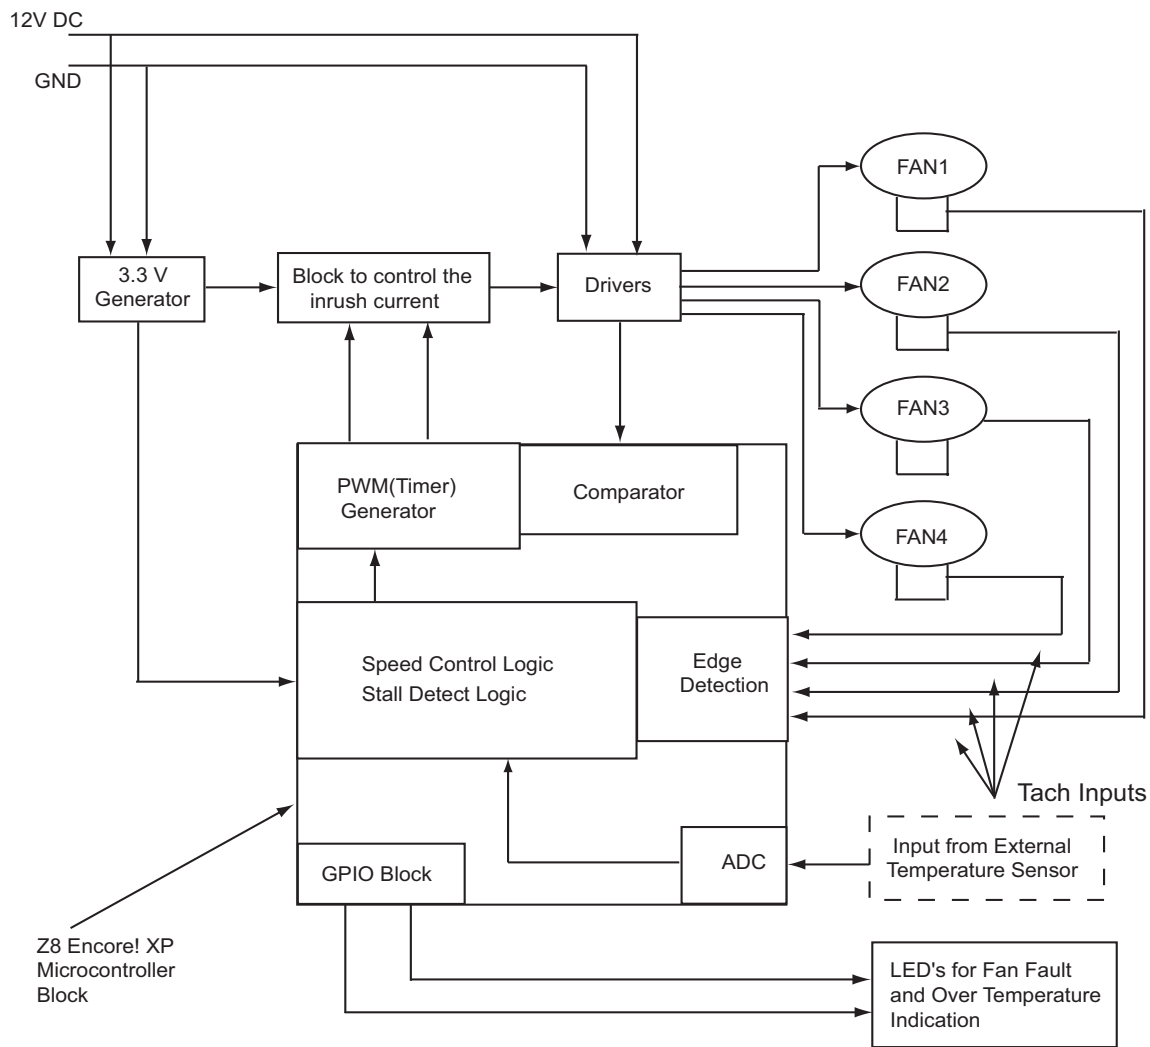 12V DC
GND
FAN1
3.3 V
Generator
Block to control the
inrush current
Drivers
FAN2
FAN3
PWM(Timer)
Generator
Comparator
FAN4
Speed Control Logic
Stall Detect Logic
Edge
Detection
Tach Inputs
GPIO Block
ADC
Input from External
Temperature Sensor
Z8 Encore! XP
Microcontroller
Block
LED's for Fan Fault
and Over Temperature
Indication